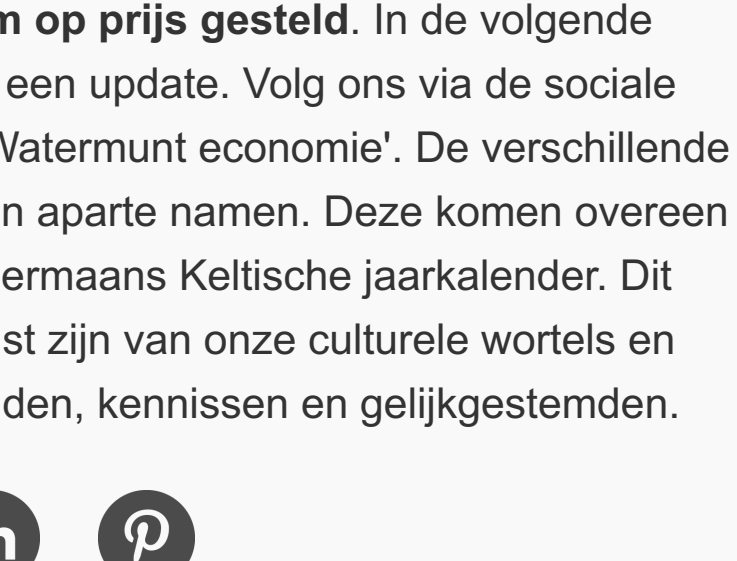 op prijs gesteld. In de volgende
een update. Volg ons via de sociale
Watermunt economie'. De verschillende
n aparte namen. Deze komen overeen
ermaans Keltische jaarkalender. Dit
st zijn van onze culturele wortels en
den, kennissen en gelijkgestemden.